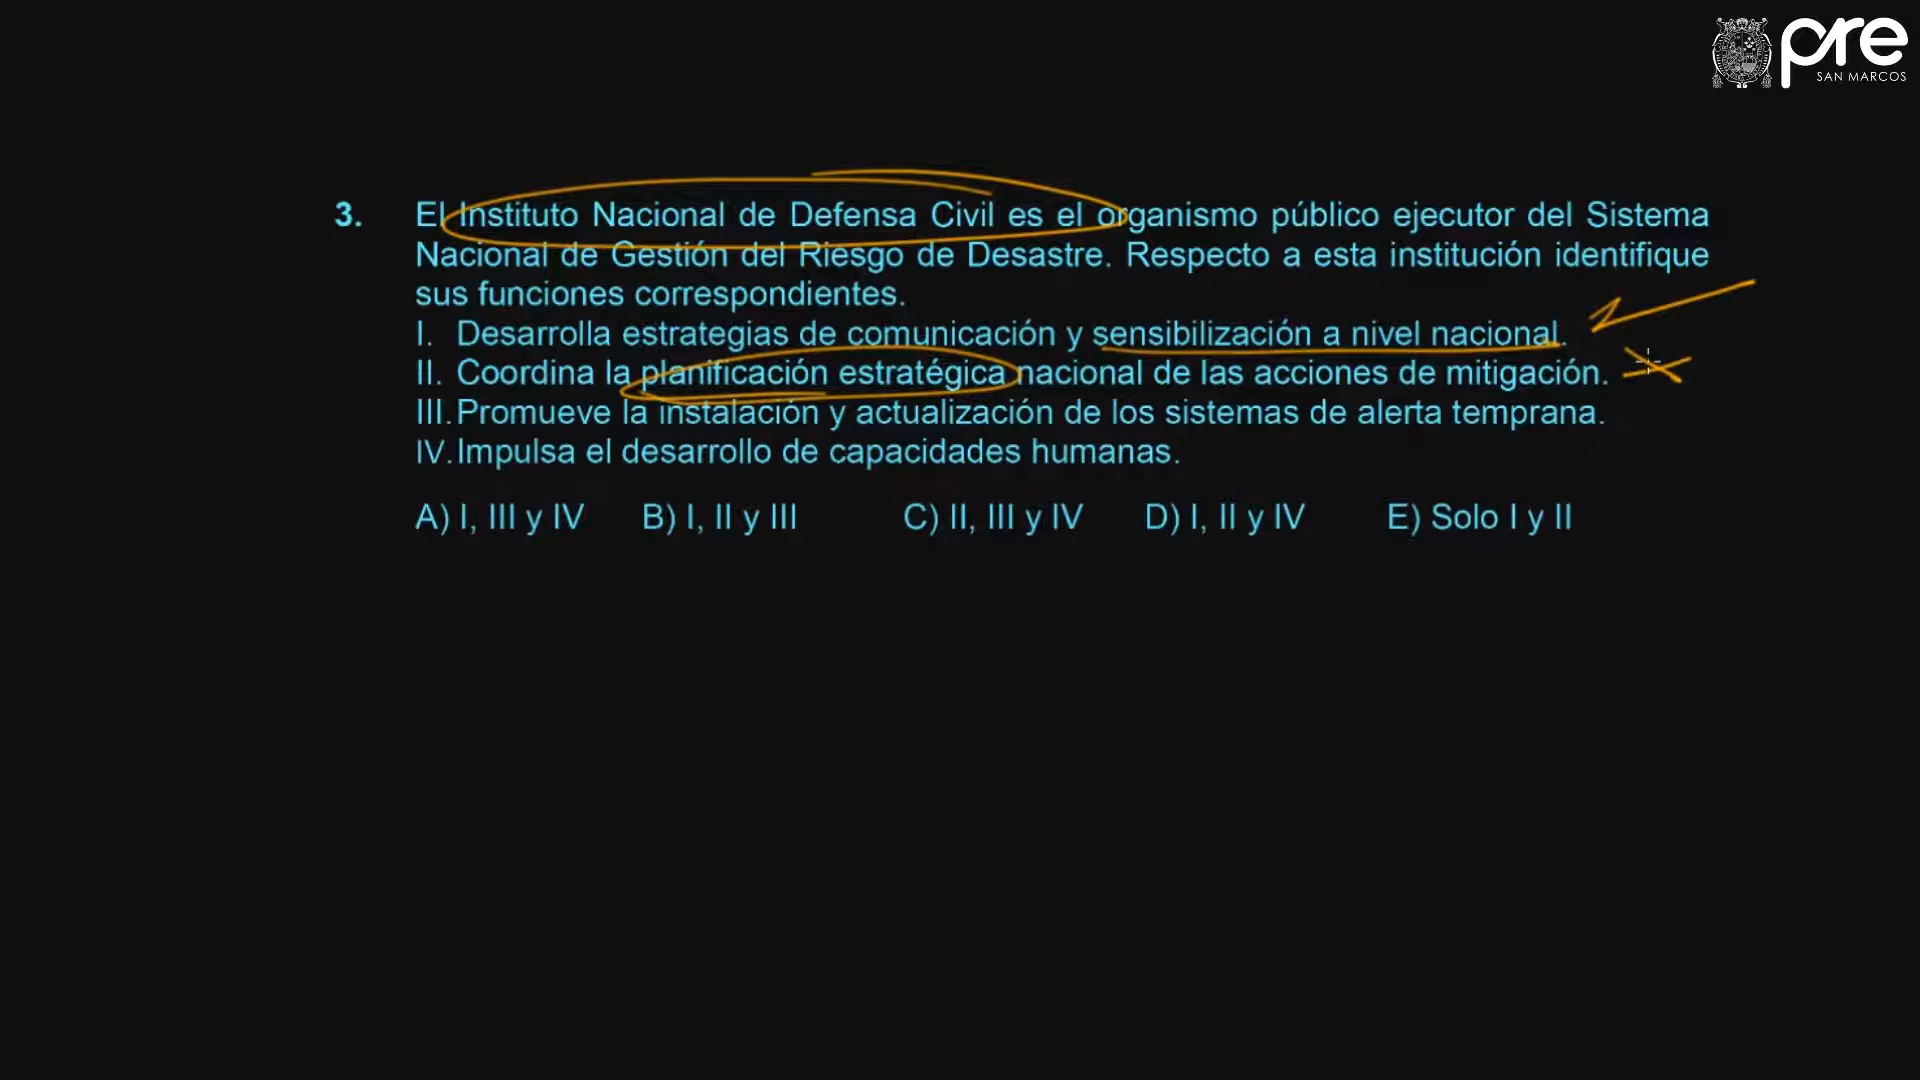 pre
SAN MARCOS
3. El Instituto Nacional de Defensa Civil es el organismo público ejecutor del Sistema
Nacional de Gestión del Riesgo de Desastre. Respecto a esta institución identifique
sus funciones correspondientes.
I. Desarrolla estrategias de comunicación y sensibilización a nivel nacional.
II. Coordina la planificación estratégica nacional de las acciones de mitigación.
III. Promueve la instalación y actualización de los sistemas de alerta temprana.
IV. Impulsa el desarrollo de capacidades humanas.
A) I, III y IV B) I, II y III C) II, III y IV D) I, II y IV E) Solo I y II